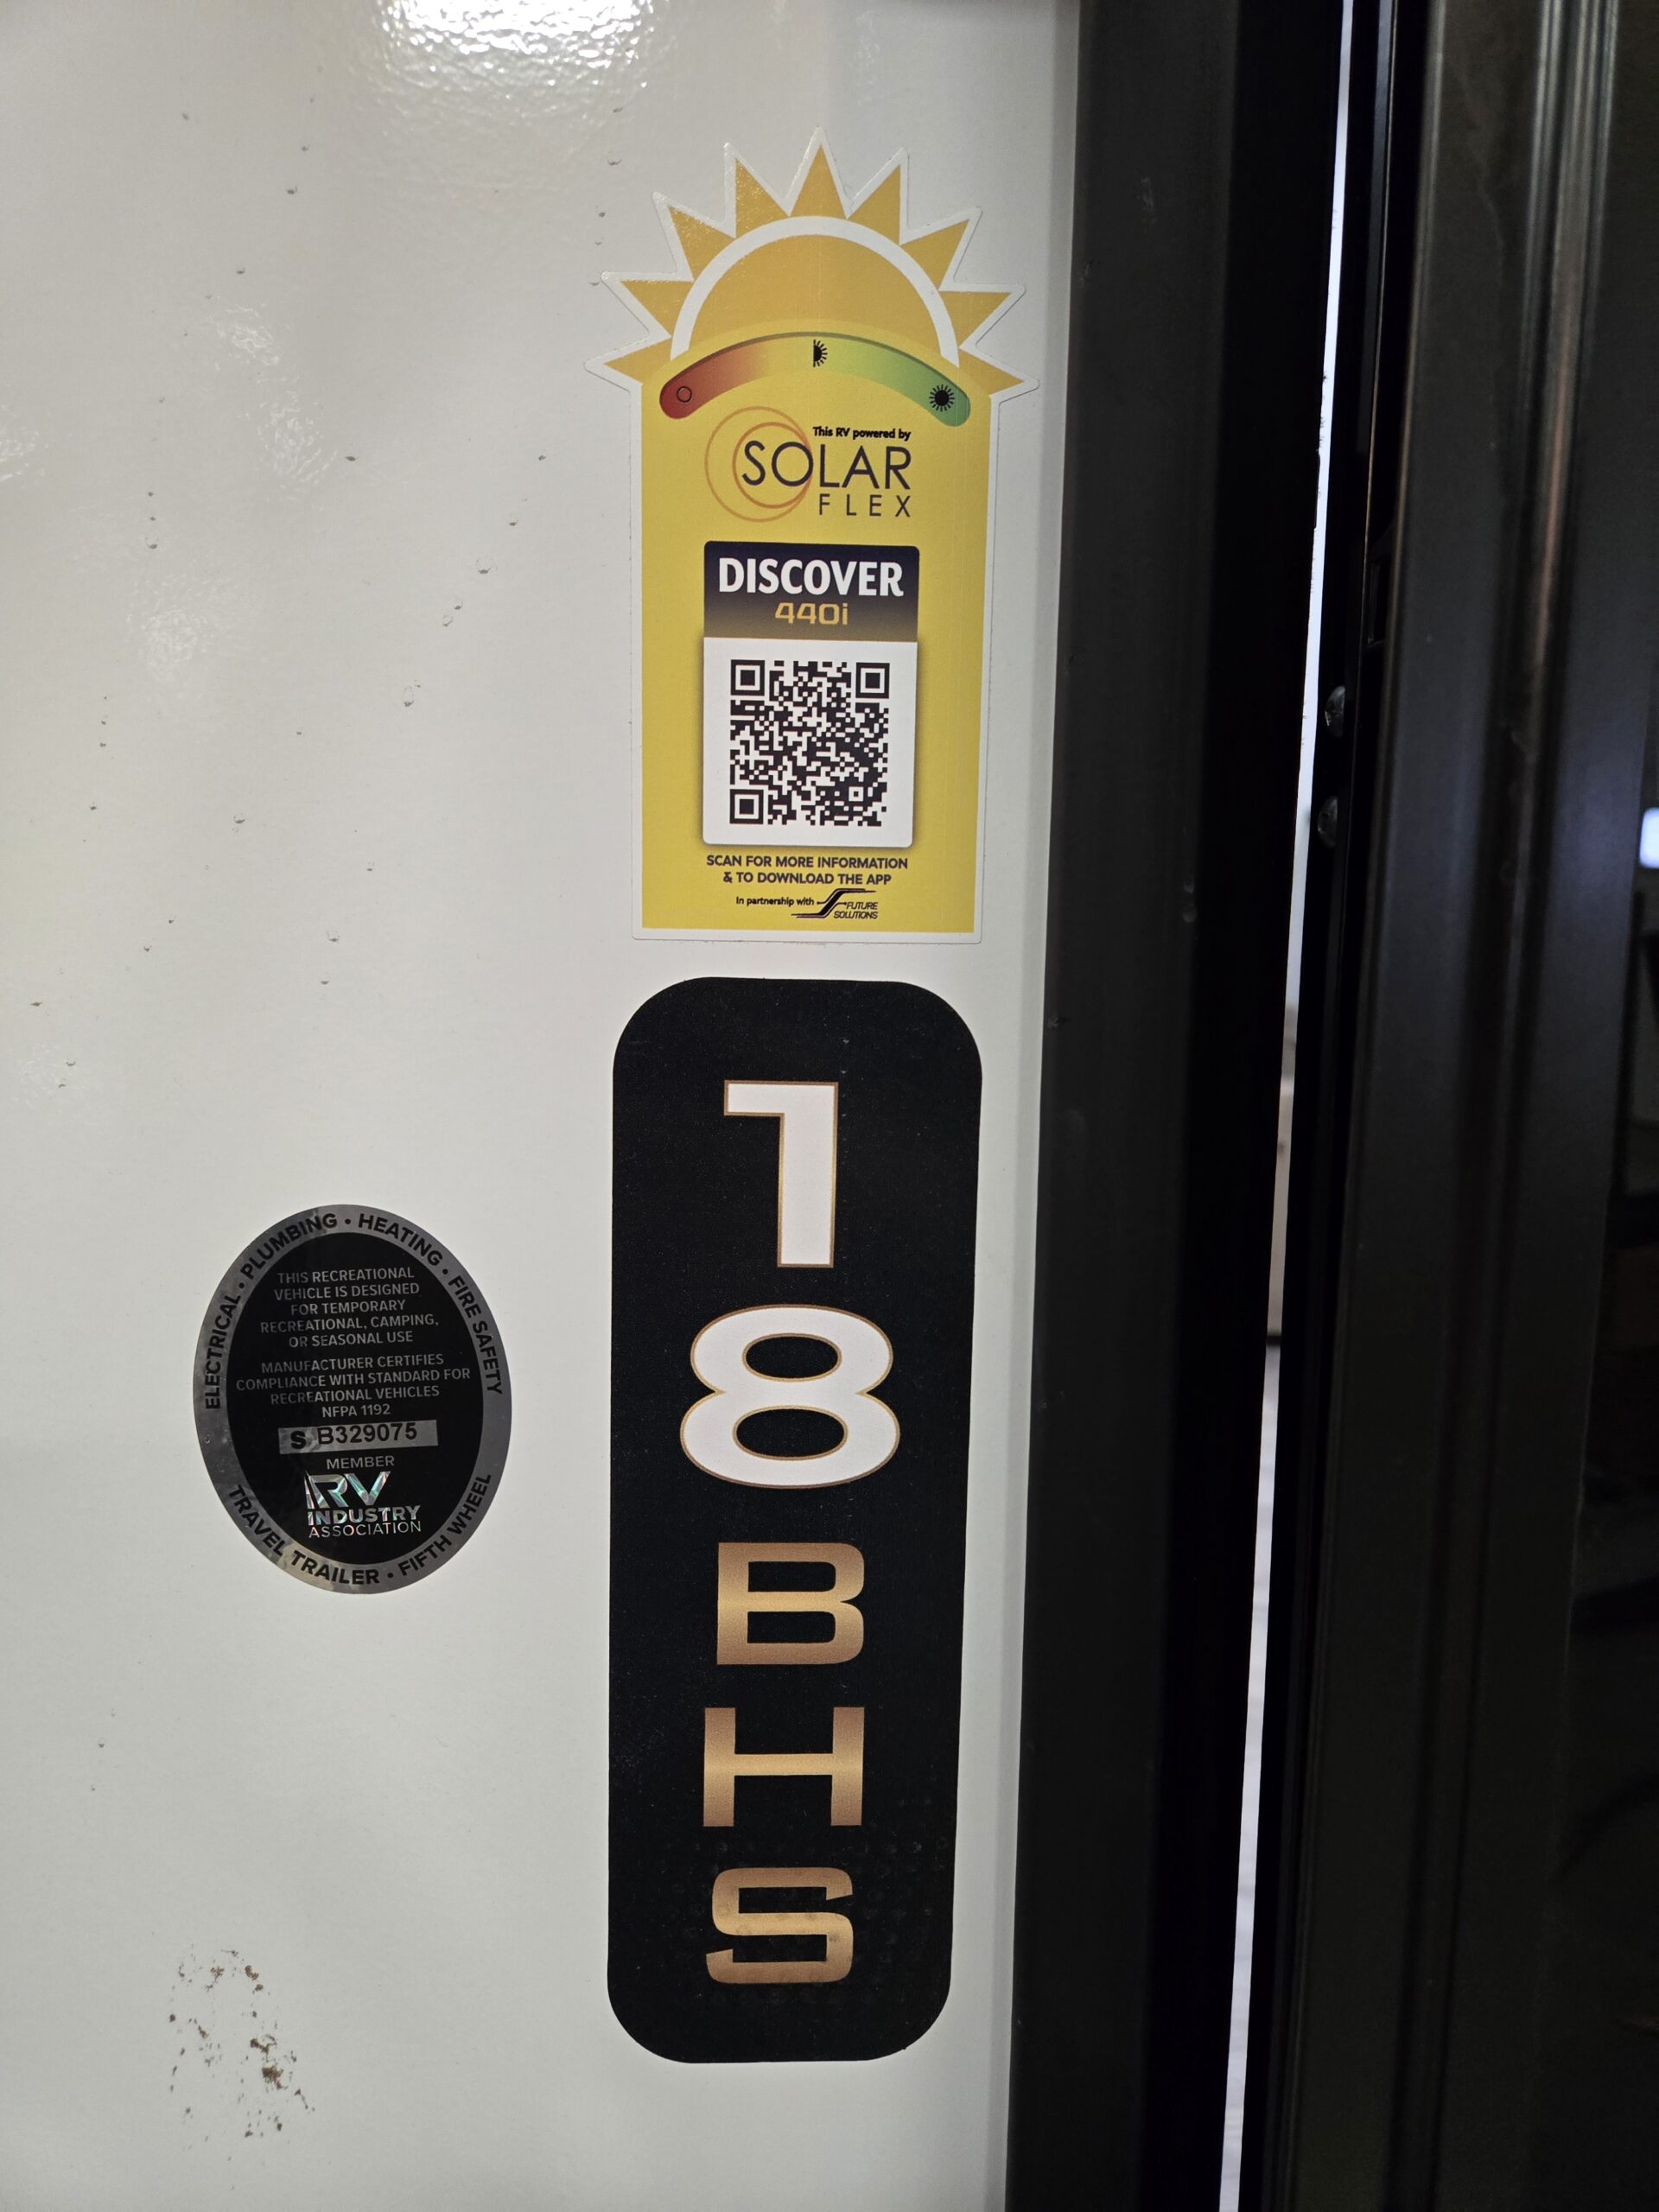 This RV powered by
SOLAR
FLEX
DISCOVER
440i
SCAN FOR MORE INFORMATION
& TO DOWNLOAD THE APP
In partnership with FUTURE
SOLUTIONS
1
8
B
H
S
ELECTRICAL • PLUMBING • HEATING • FIRE SAFETY
THIS RECREATIONAL
VEHICLE IS DESIGNED
FOR TEMPORARY
RECREATIONAL, CAMPING,
OR SEASONAL USE
MANUFACTURER CERTIFIES
COMPLIANCE WITH STANDARD FOR
RECREATIONAL VEHICLES
NFPA 1192
S B329075
MEMBER
RV
INDUSTRY
ASSOCIATION
TRAVEL TRAILER • FIFTH WHEEL